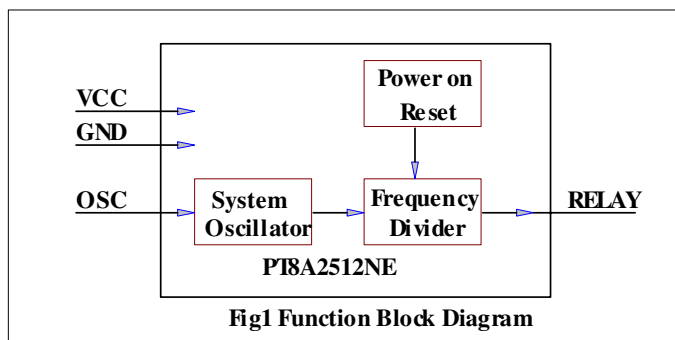 VCC
GND
OSC
Power on
Reset
System
Oscillator
Frequency
Divider
RELAY
PT8A2512NE
Fig1 Function Block Diagram